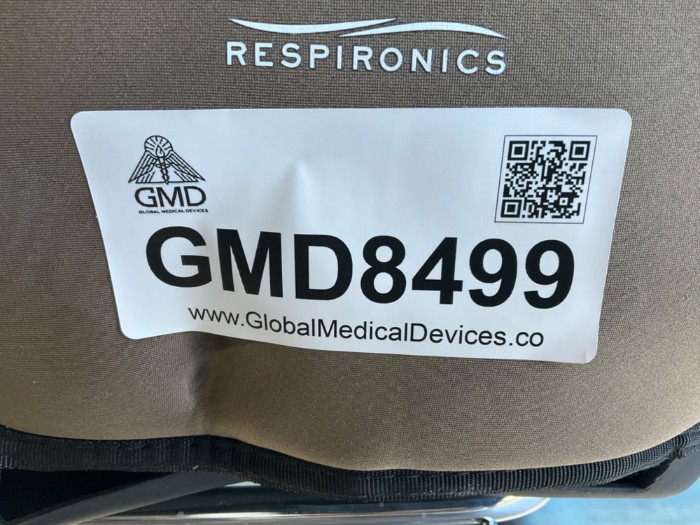 RESPIRONICS
GMD
GLOBAL MEDICAL DEVICES
GMD8499
www.GlobalMedicalDevices.co